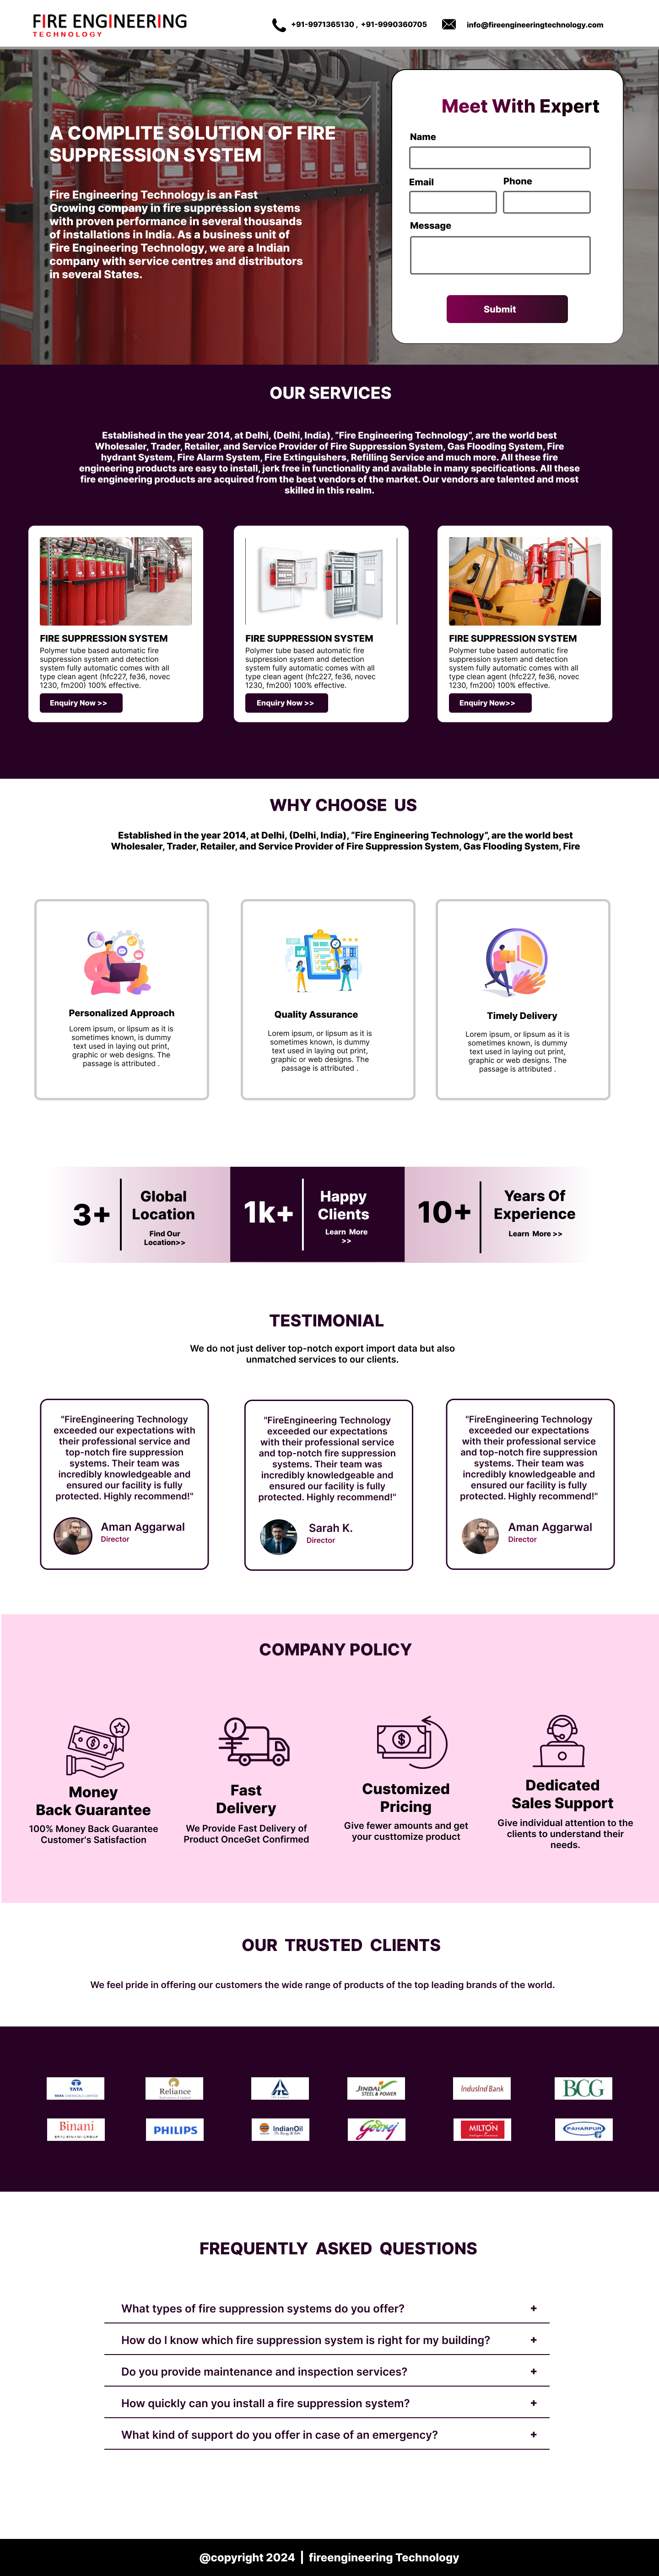 FIRE ENGINEERING
TECHNOLOGY
+91-9971365130 , +91-9990360705
info@fireengineeringtechnology.com
A COMPLITE SOLUTION OF FIRE
SUPPRESSION SYSTEM
Fire Engineering Technology is an Fast
Growing company in fire suppression systems
with proven performance in several thousands
of installations in India. As a business unit of
Fire Engineering Technology, we are a Indian
company with service centres and distributors
in several States.
Meet With Expert
Name
Email
Phone
Message
Submit
OUR SERVICES
Established in the year 2014, at Delhi, (Delhi, India), “Fire Engineering Technology”, are the world best
Wholesaler, Trader, Retailer, and Service Provider of Fire Suppression System, Gas Flooding System, Fire
hydrant System, Fire Alarm System, Fire Extinguishers, Refilling Service and much more. All these fire
engineering products are easy to install, jerk free in functionality and available in many specifications. All these
fire engineering products are acquired from the best vendors of the market. Our vendors are talented and most
skilled in this realm.
FIRE SUPPRESSION SYSTEM
Polymer tube based automatic fire
suppression system and detection
system fully automatic comes with all
type clean agent (hfc227, fe36, novec
1230, fm200) 100% effective.
Enquiry Now >>
FIRE SUPPRESSION SYSTEM
Polymer tube based automatic fire
suppression system and detection
system fully automatic comes with all
type clean agent (hfc227, fe36, novec
1230, fm200) 100% effective.
Enquiry Now >>
FIRE SUPPRESSION SYSTEM
Polymer tube based automatic fire
suppression system and detection
system fully automatic comes with all
type clean agent (hfc227, fe36, novec
1230, fm200) 100% effective.
Enquiry Now>>
WHY CHOOSE US
Established in the year 2014, at Delhi, (Delhi, India), “Fire Engineering Technology”, are the world best
Wholesaler, Trader, Retailer, and Service Provider of Fire Suppression System, Gas Flooding System, Fire
Personalized Approach
Lorem ipsum, or lipsum as it is
sometimes known, is dummy
text used in laying out print,
graphic or web designs. The
passage is attributed .
Quality Assurance
Lorem ipsum, or lipsum as it is
sometimes known, is dummy
text used in laying out print,
graphic or web designs. The
passage is attributed .
Timely Delivery
Lorem ipsum, or lipsum as it is
sometimes known, is dummy
text used in laying out print,
graphic or web designs. The
passage is attributed .
3+
Global
Location
Find Our
Location>>
1k+
Happy
Clients
Learn More
>>
10+
Years Of
Experience
Learn More >>
TESTIMONIAL
We do not just deliver top-notch export import data but also
unmatched services to our clients.
"FireEngineering Technology
exceeded our expectations with
their professional service and
top-notch fire suppression
systems. Their team was
incredibly knowledgeable and
ensured our facility is fully
protected. Highly recommend!"
Aman Aggarwal
Director
"FireEngineering Technology
exceeded our expectations
with their professional service
and top-notch fire suppression
systems. Their team was
incredibly knowledgeable and
ensured our facility is fully
protected. Highly recommend!"
Sarah K.
Director
"FireEngineering Technology
exceeded our expectations
with their professional service
and top-notch fire suppression
systems. Their team was
incredibly knowledgeable and
ensured our facility is fully
protected. Highly recommend!"
Aman Aggarwal
Director
COMPANY POLICY
Money
Back Guarantee
100% Money Back Guarantee
Customer's Satisfaction
Fast
Delivery
We Provide Fast Delivery of
Product OnceGet Confirmed
Customized
Pricing
Give fewer amounts and get
your custtomize product
Dedicated
Sales Support
Give individual attention to the
clients to understand their
needs.
OUR TRUSTED CLIENTS
We feel pride in offering our customers the wide range of products of the top leading brands of the world.
TATA
TATA CHEMICALS LIMITED
Reliance
ITC
JINDAL
STEEL & POWER
IndusInd Bank
BCG
Binani
BRAJ BINANI GROUP
PHILIPS
IndianOil
Godrej
MILTON
PAHARPUR
FREQUENTLY ASKED QUESTIONS
What types of fire suppression systems do you offer? +
How do I know which fire suppression system is right for my building? +
Do you provide maintenance and inspection services? +
How quickly can you install a fire suppression system? +
What kind of support do you offer in case of an emergency? +
@copyright 2024 | fireengineering Technology